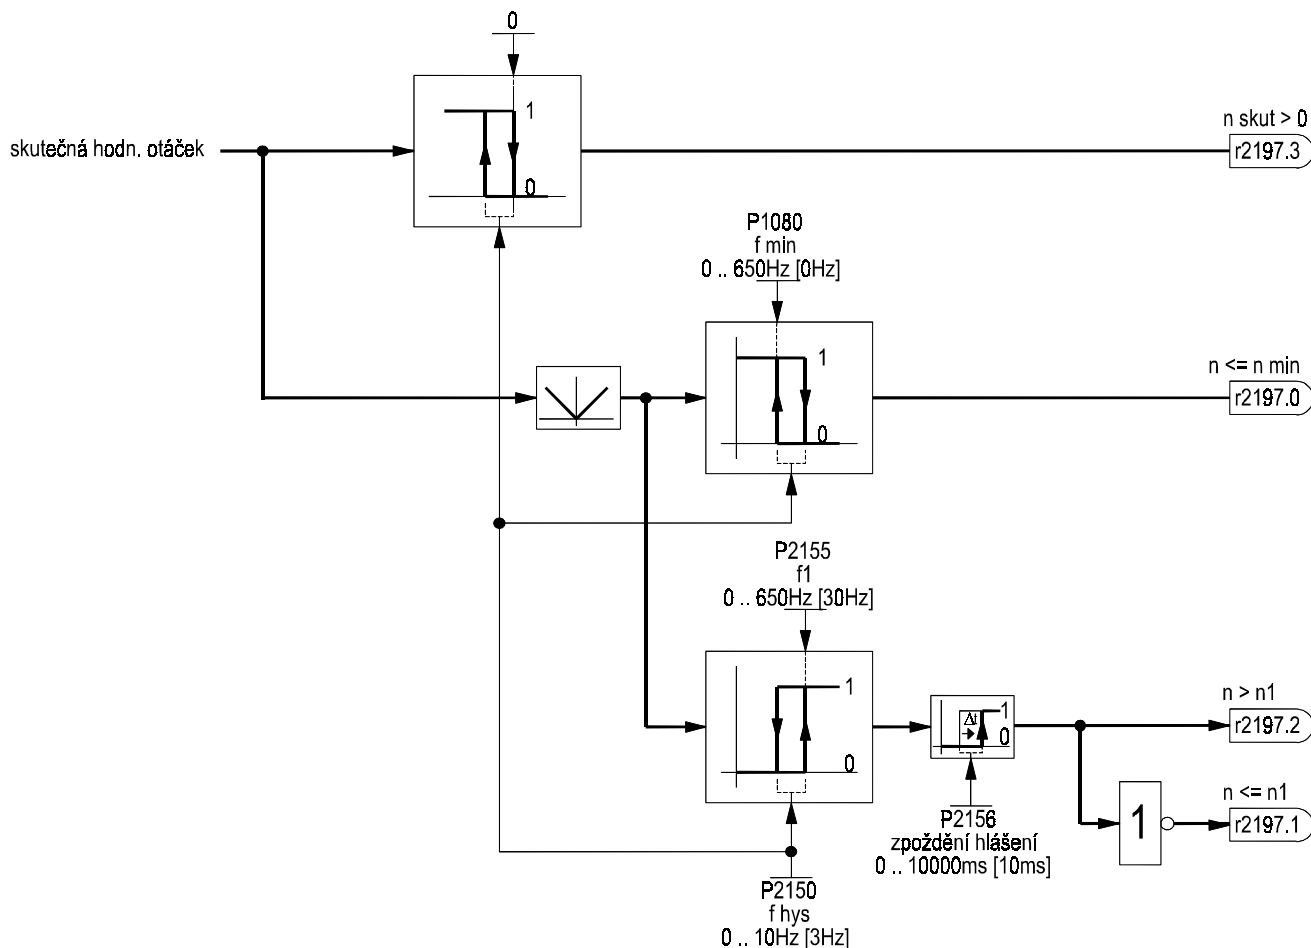 0
1
0
skutečná hodn. otáček
n skut > 0
r2197.3
P1080
f min
0 .. 650Hz [0Hz]
1
0
n <= n min
r2197.0
P2155
f1
0 .. 650Hz [30Hz]
1
0
Δt
1
0
n > n1
r2197.2
P2156
zpoždění hlášení
0 .. 10000ms [10ms]
1
n <= n1
r2197.1
P2150
f hys
0 .. 10Hz [3Hz]